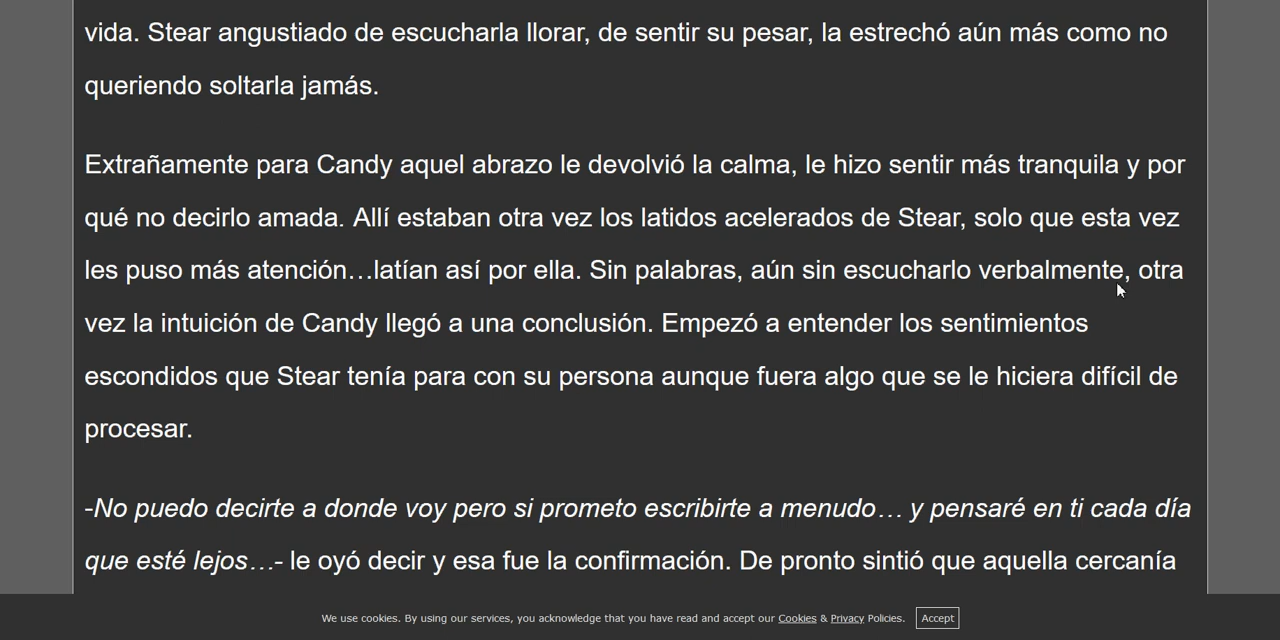 vida. Stear angustiado de escucharla llorar, de sentir su pesar, la estrechó aún más como no
queriendo soltarla jamás.
Extrañamente para Candy aquel abrazo le devolvió la calma, le hizo sentir más tranquila y por
qué no decirlo amada. Allí estaban otra vez los latidos acelerados de Stear, solo que esta vez
les puso más atención…latían así por ella. Sin palabras, aún sin escucharlo verbalmente, otra
vez la intuición de Candy llegó a una conclusión. Empezó a entender los sentimientos
escondidos que Stear tenía para con su persona aunque fuera algo que se le hiciera difícil de
procesar.
-No puedo decirte a donde voy pero si prometo escribirte a menudo… y pensaré en ti cada día
que esté lejos…- le oyó decir y esa fue la confirmación. De pronto sintió que aquella cercanía
We use cookies. By using our services, you acknowledge that you have read and accept our Cookies & Privacy Policies. Accept